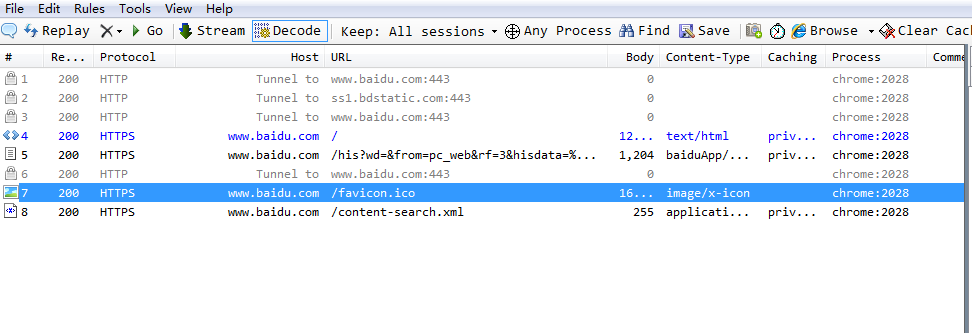 File Edit Rules Tools View Help
Replay Go Stream Decode Keep: All sessions Any Process Find Save Browse Clear Cac
# Re... Protocol Host URL Body Content-Type Caching Process Comme
1 200 HTTP Tunnel to www.baidu.com:443 0 chrome:2028
2 200 HTTP Tunnel to ss1.bdstatic.com:443 0 chrome:2028
3 200 HTTP Tunnel to www.baidu.com:443 0 chrome:2028
4 200 HTTPS www.baidu.com / 12... text/html priv... chrome:2028
5 200 HTTPS www.baidu.com /his?wd=&from=pc_web&rf=3&hisdata=%... 1,204 baiduApp/... chrome:2028
6 200 HTTP Tunnel to www.baidu.com:443 0 chrome:2028
7 200 HTTPS www.baidu.com /favicon.ico 16... image/x-icon chrome:2028
8 200 HTTPS www.baidu.com /content-search.xml 255 applicati... priv... chrome:2028